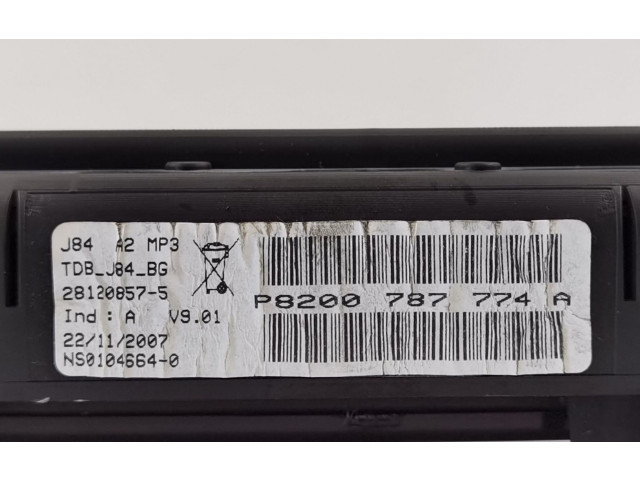 J84 A2 MP3
TDB_J84_BG
28120857-5
Ind : A V9.01
22/11/2007
NS0104664-0
P8200 787 774 A